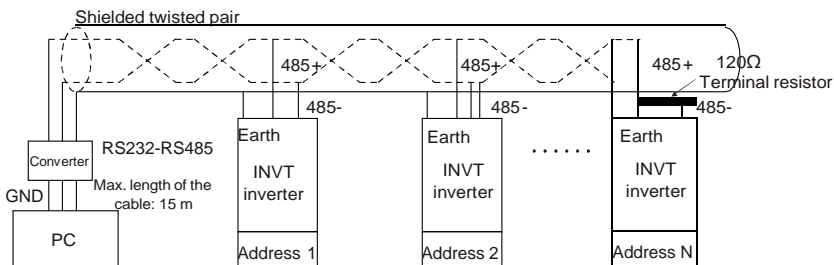 Shielded twisted pair
485+
485+
485+
120Ω
Terminal resistor
485-
485-
485-
Earth
Earth
Earth
RS232-RS485
Converter
INVT
inverter
INVT
inverter
......
INVT
inverter
GND
Max. length of the
cable: 15 m
PC
Address 1
Address 2
Address N